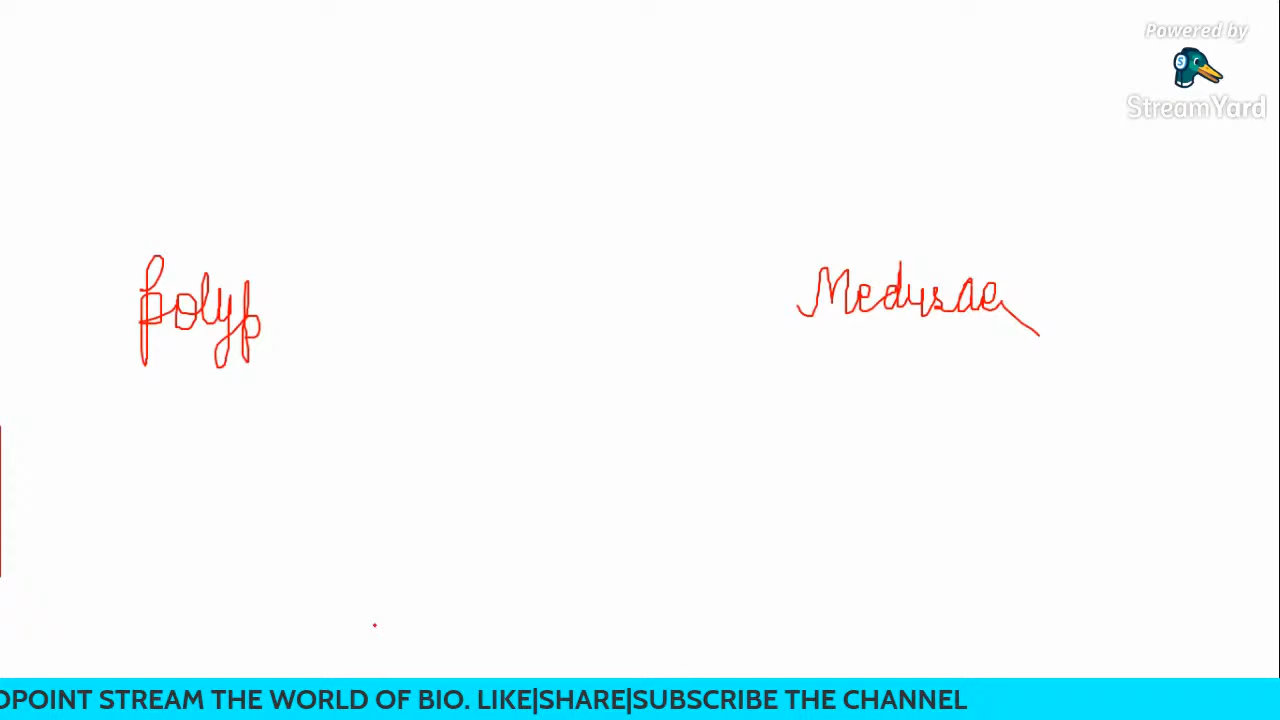 Powered by
StreamYard
polyp
Medusae
DPOINT STREAM THE WORLD OF BIO. LIKE|SHARE|SUBSCRIBE THE CHANNEL